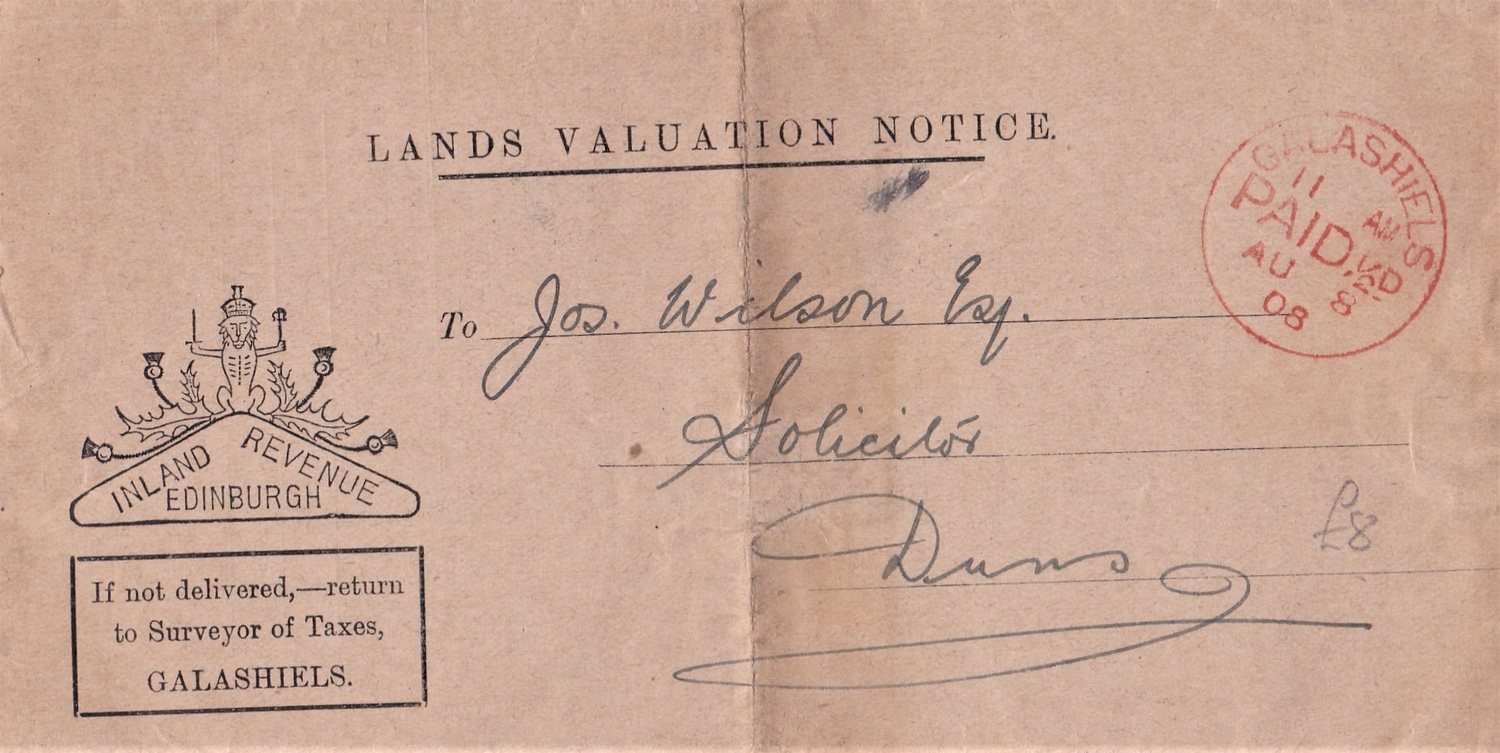 LANDS VALUATION NOTICE.
GALASHIELS
11 AM
PAID
AU 8
08
To Jos. Wilson Esq.
Solicitor
Duns
£8
INLAND REVENUE
EDINBURGH
If not delivered,—return
to Surveyor of Taxes,
GALASHIELS.